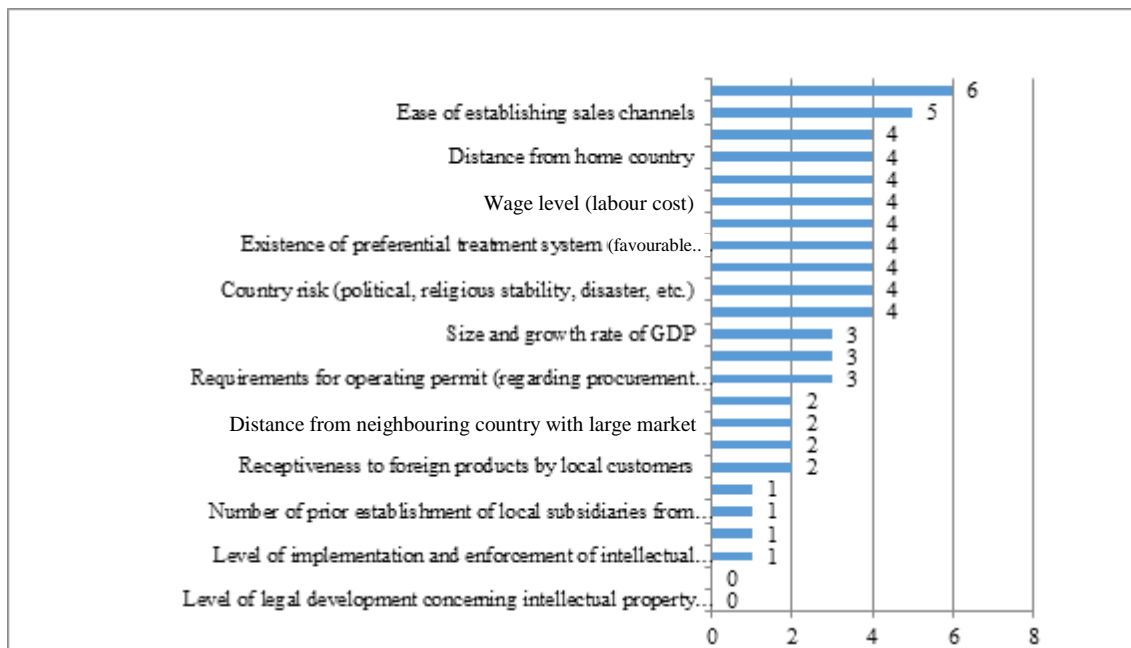 6
Ease of establishing sales channels 5
4
Distance from home country 4
4
Wage level (labour cost) 4
4
Existence of preferential treatment system (favourable.. 4
4
Country risk (political, religious stability, disaster, etc.) 4
4
Size and growth rate of GDP 3
3
Requirements for operating permit (regarding procurement... 3
2
Distance from neighbouring country with large market 2
2
Receptiveness to foreign products by local customers 2
1
Number of prior establishment of local subsidiaries from... 1
1
Level of implementation and enforcement of intellectual... 1
0
Level of legal development concerning intellectual property... 0
0 2 4 6 8